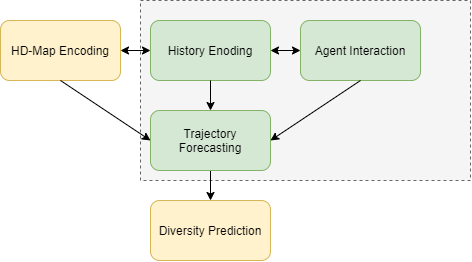 HD-Map Encoding
History Enoding
Agent Interaction
Trajectory
Forecasting
Diversity Prediction